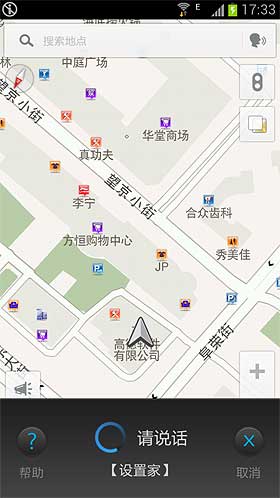 E 17:33
搜索地点
林
中庭广场
望京小街
华堂商场
真功夫
李宁
望京小街
合众齿科
方恒购物中心
秀美佳
JP
高德软件
有限公司
阜荣街
请说话
帮助
【设置家】
取消